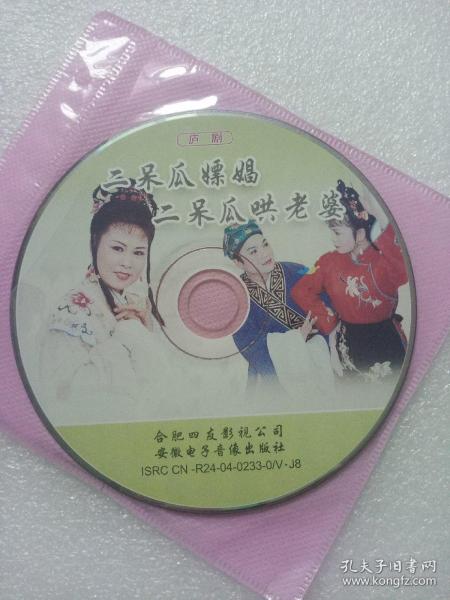 庐剧
二呆瓜嫖娼
二呆瓜哄老婆
合肥四友影视公司
安徽电子音像出版社
ISRC CN -R24-04-0233-0/V·J8
孔夫子旧书网
www.kongfz.com